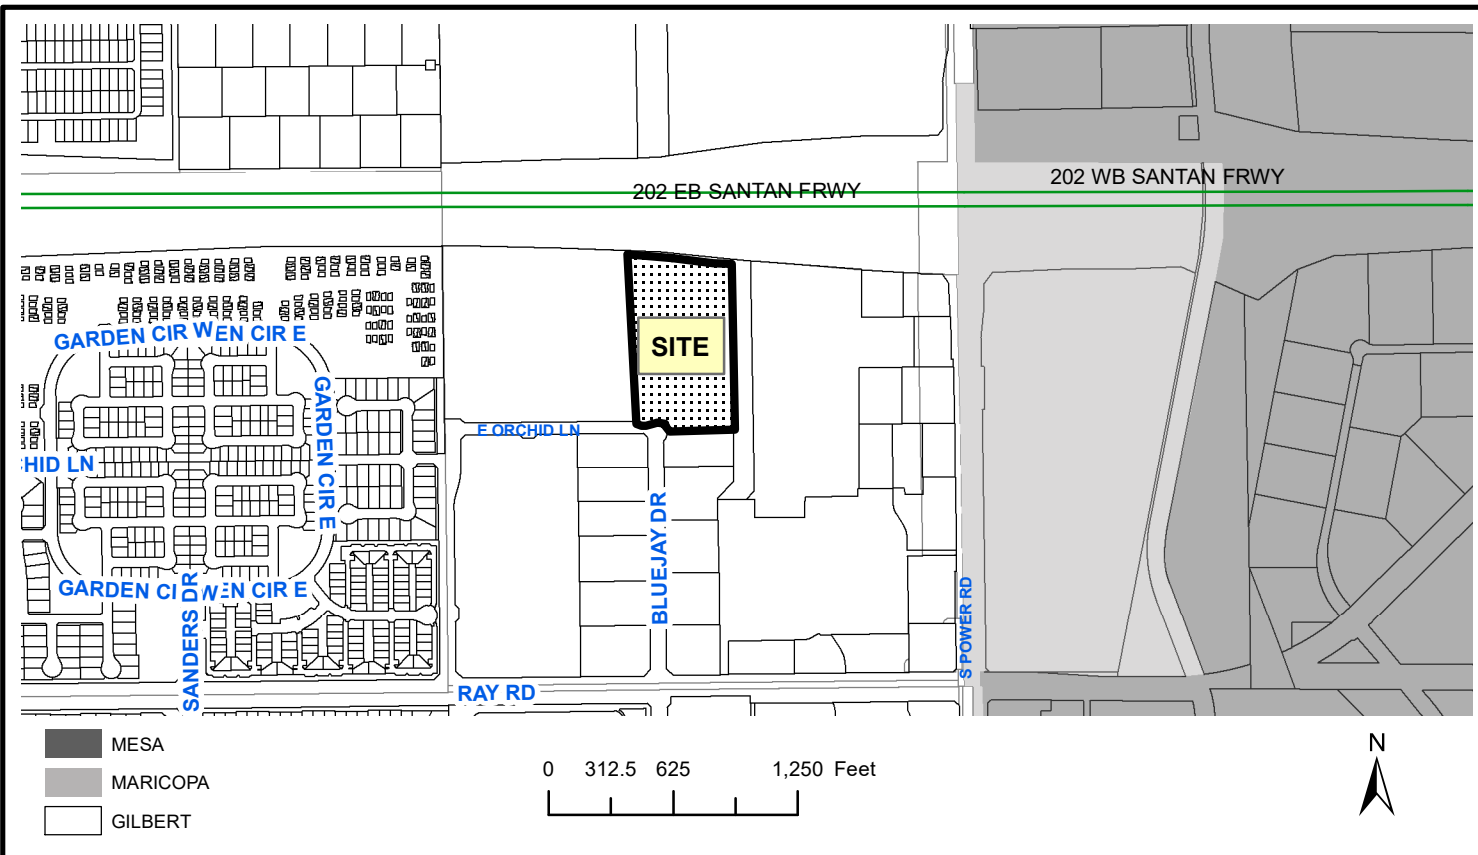 202 EB SANTAN FRWY
202 WB SANTAN FRWY
GARDEN CIR W
EN CIR E
SITE
GARDEN CIR E
E ORCHID LN
CHID LN
BLUEJAY DR
GARDEN CI
WEN CIR E
SANDERS DR
S POWER RD
RAY RD
MESA
MARICOPA
GILBERT
0 312.5 625 1,250 Feet
N